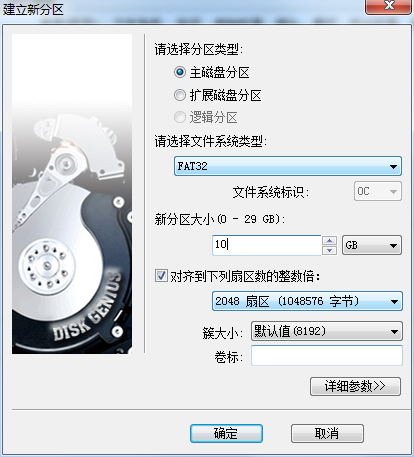 建立新分区
请选择分区类型:
主磁盘分区
扩展磁盘分区
逻辑分区
请选择文件系统类型:
FAT32
文件系统标识: 0C
新分区大小(0 - 29 GB):
10 GB
对齐到下列扇区数的整数倍:
2048 扇区 (1048576 字节)
簇大小: 默认值(8192)
卷标:
详细参数>>
DISK GENIUS
确定 取消